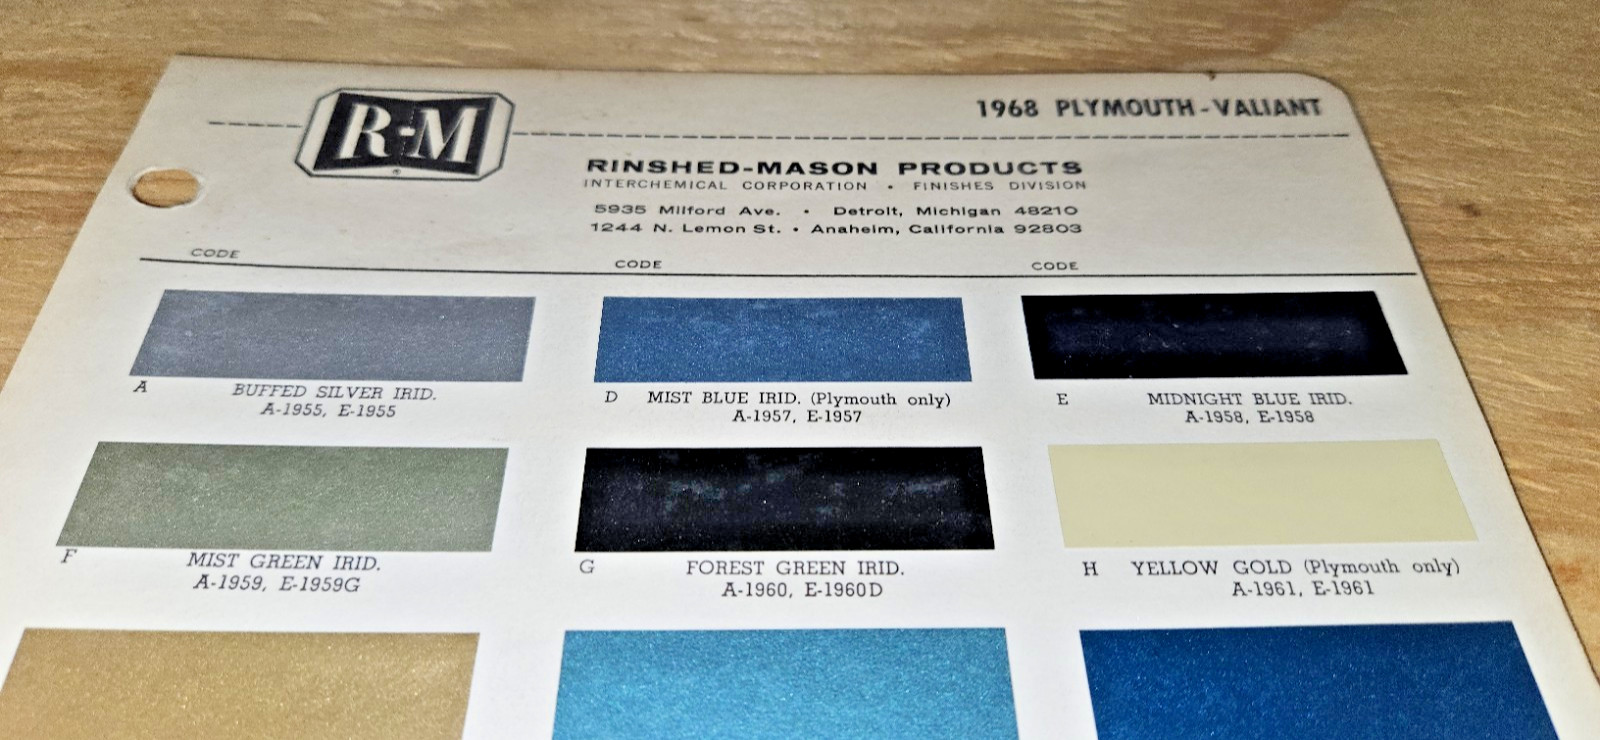 R-M
®
1968 PLYMOUTH-VALIANT
RINSHED-MASON PRODUCTS
INTERCHEMICAL CORPORATION • FINISHES DIVISION
5935 Milford Ave. • Detroit, Michigan 48210
1244 N. Lemon St. • Anaheim, California 92803
CODE CODE CODE
A BUFFED SILVER IRID.
A-1955, E-1955
D MIST BLUE IRID. (Plymouth only)
A-1957, E-1957
E MIDNIGHT BLUE IRID.
A-1958, E-1958
F MIST GREEN IRID.
A-1959, E-1959G
G FOREST GREEN IRID.
A-1960, E-1960D
H YELLOW GOLD (Plymouth only)
A-1961, E-1961